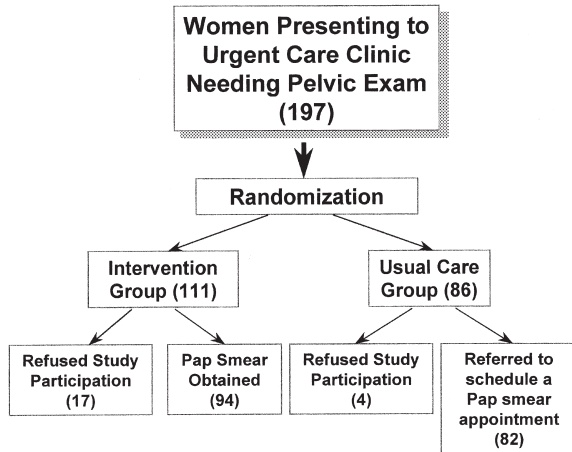 Women Presenting to
Urgent Care Clinic
Needing Pelvic Exam
(197)
Randomization
Intervention
Group (111)
Usual Care
Group (86)
Refused Study
Participation
(17)
Pap Smear
Obtained
(94)
Refused Study
Participation
(4)
Referred to
schedule a
Pap smear
appointment
(82)